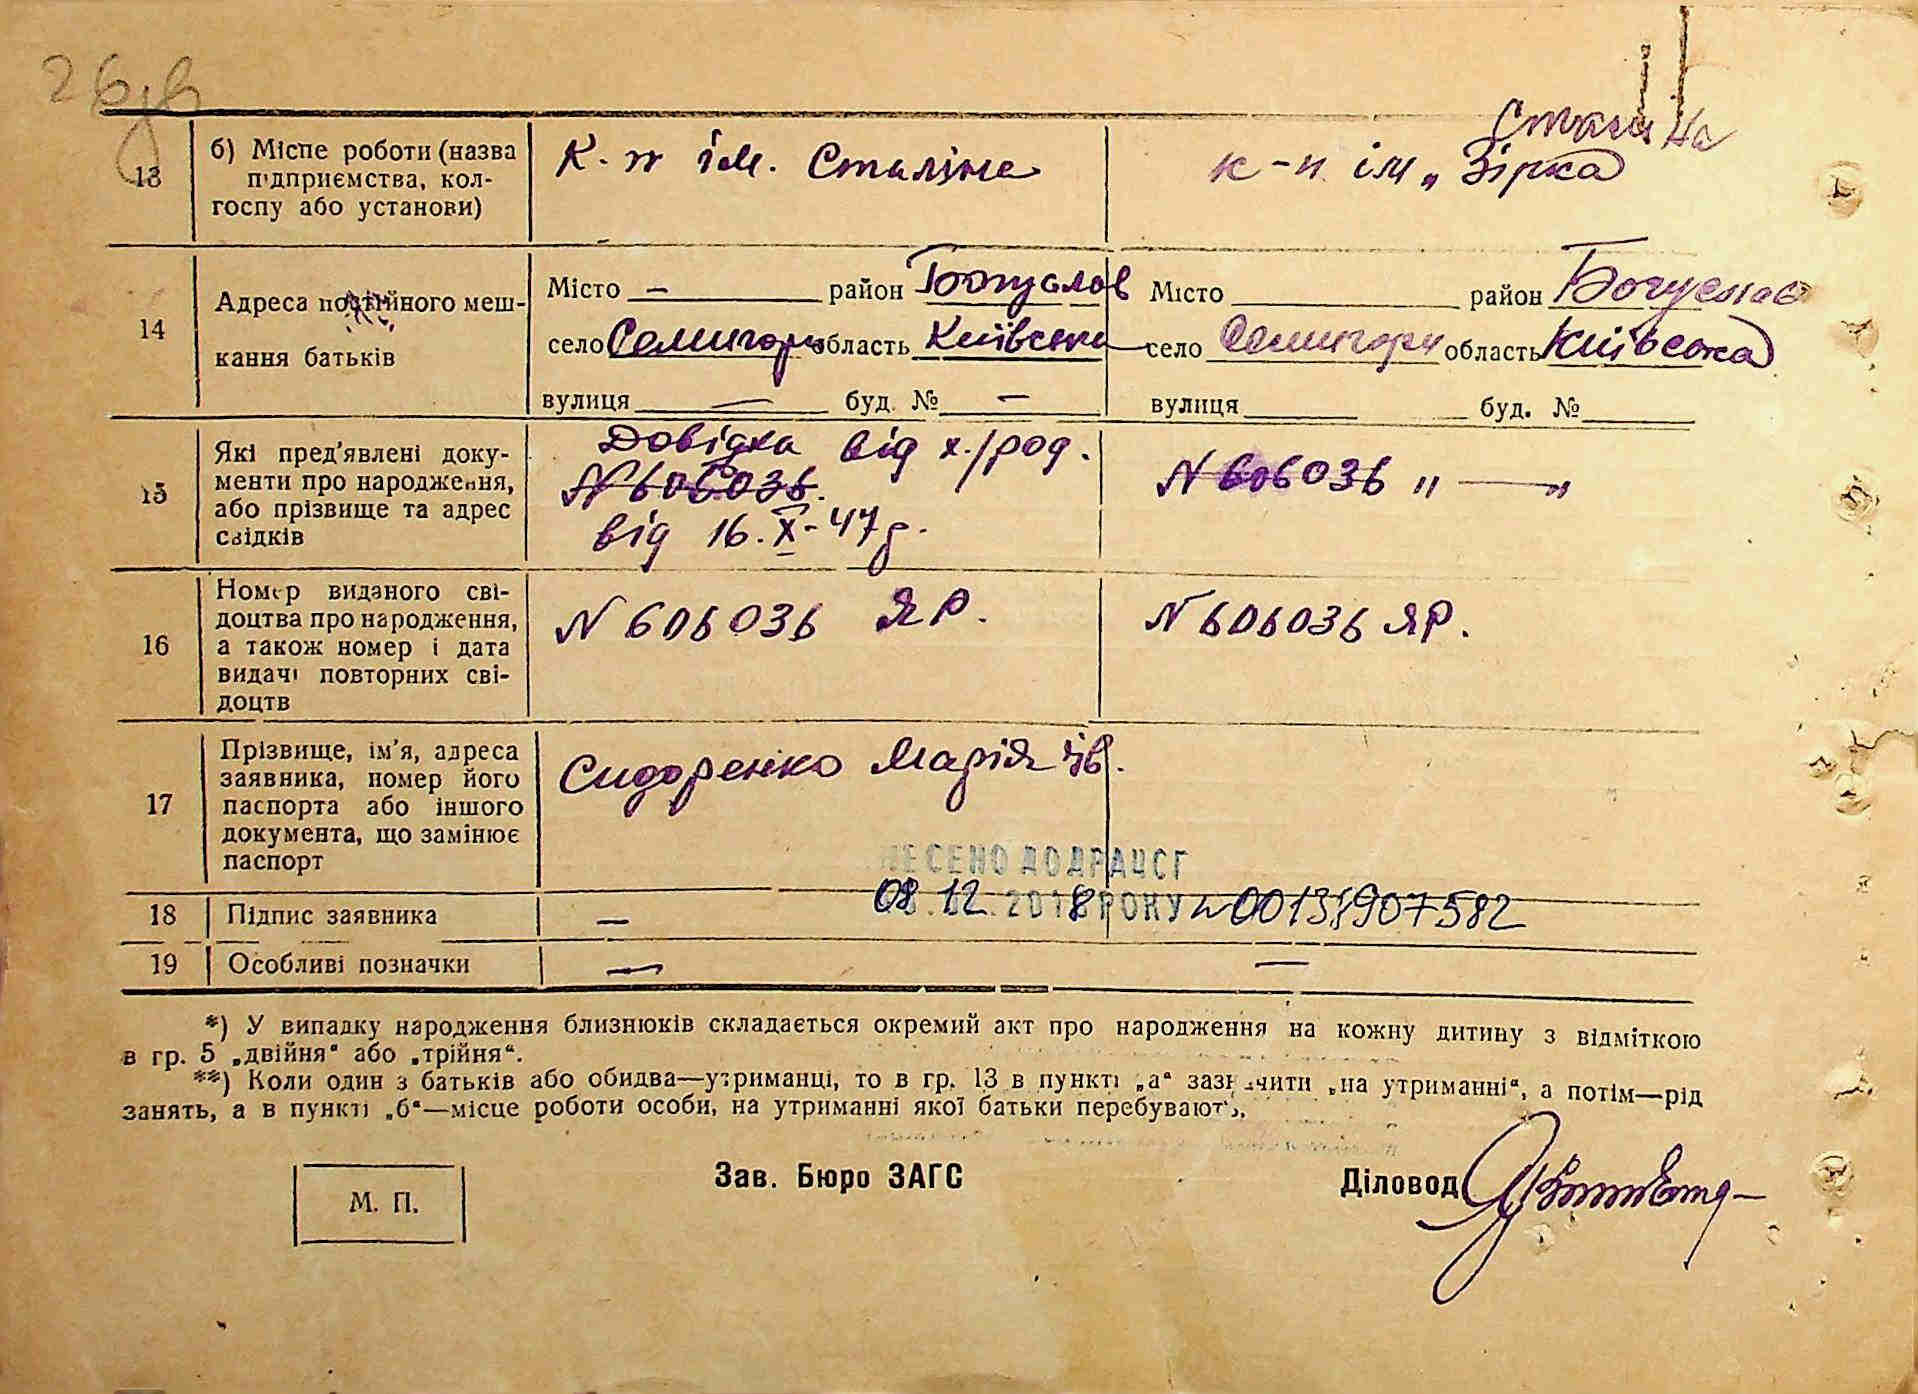 26
13 б) Місце роботи (назва підприємства, колгоспу або установи) К-п ім. Сталіна Сталіна
к-п ім „Зірка
14 Адреса постійного мешкання батьків
Місто — район Богуслав Місто район Богуслав
село Семигори область Київська село Семигори область Київська
вулиця — буд. № — вулиця буд. №
15 Які пред'явлені документи про народження, або прізвище та адрес свідків
Довідка від х./род.
N 606036.
від 16.X-47 р.
N 606036 " — "
16 Номер виданого свідоцтва про народження, а також номер і дата видачі повторних свідоцтв
N 606036 ЯР. N 606036 ЯР.
17 Прізвище, ім'я, адреса заявника, номер його паспорта або іншого документа, що замінює паспорт
Сидоренко Марія Ів.
НЕСЕНО ДО ДРАЦСГ
08 12 2018 РОКУ № 00131907582
18 Підпис заявника —
19 Особливі позначки — —
*) У випадку народження близнюків складається окремий акт про народження на кожну дитину з відміткою
в гр. 5 „двійня“ або „трійня“.
**) Коли один з батьків або обидва—утриманці, то в гр. 13 в пункті „а“ зазначити „на утриманні“, а потім—рід
занять, а в пункті „б“—місце роботи особи, на утриманні якої батьки перебувають.
М. П. Зав. Бюро ЗАГС Діловод